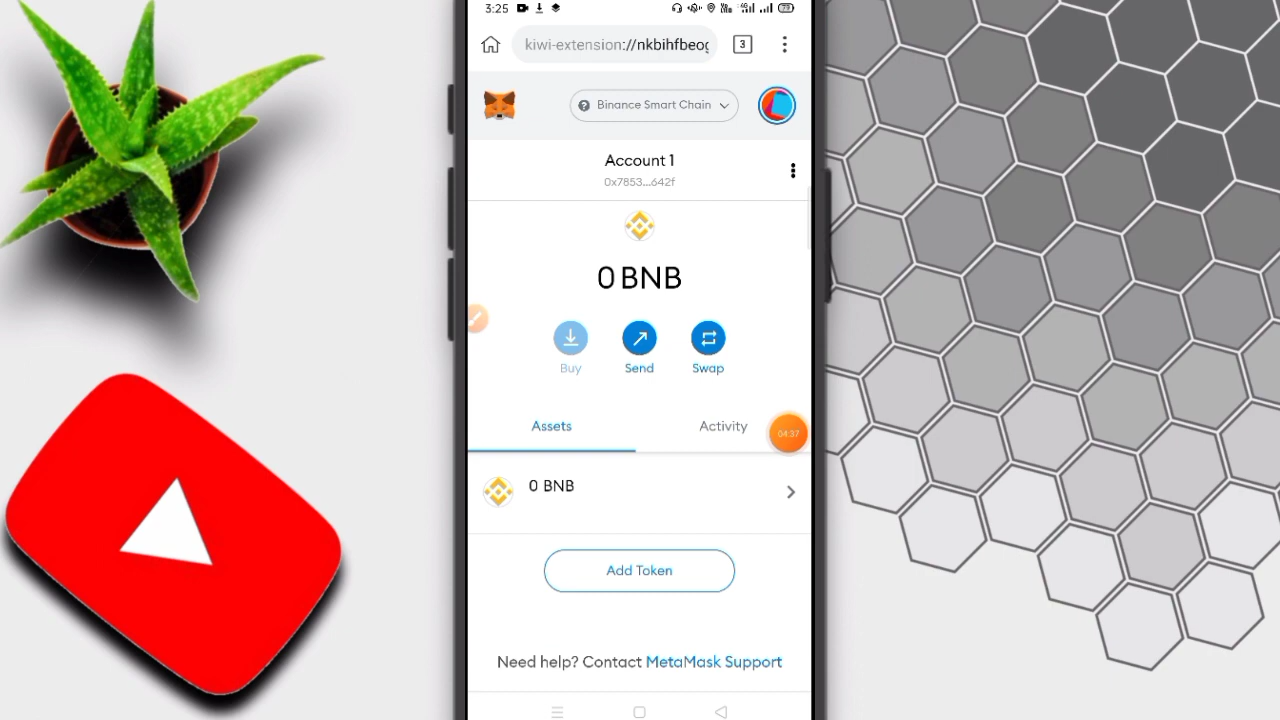 3:25
79
kiwi-extension://nkbihfbeog
3
Binance Smart Chain
Account 1
0x7853...642f
0 BNB
Buy
Send
Swap
Assets
Activity
04:37
0 BNB
Add Token
Need help? Contact MetaMask Support